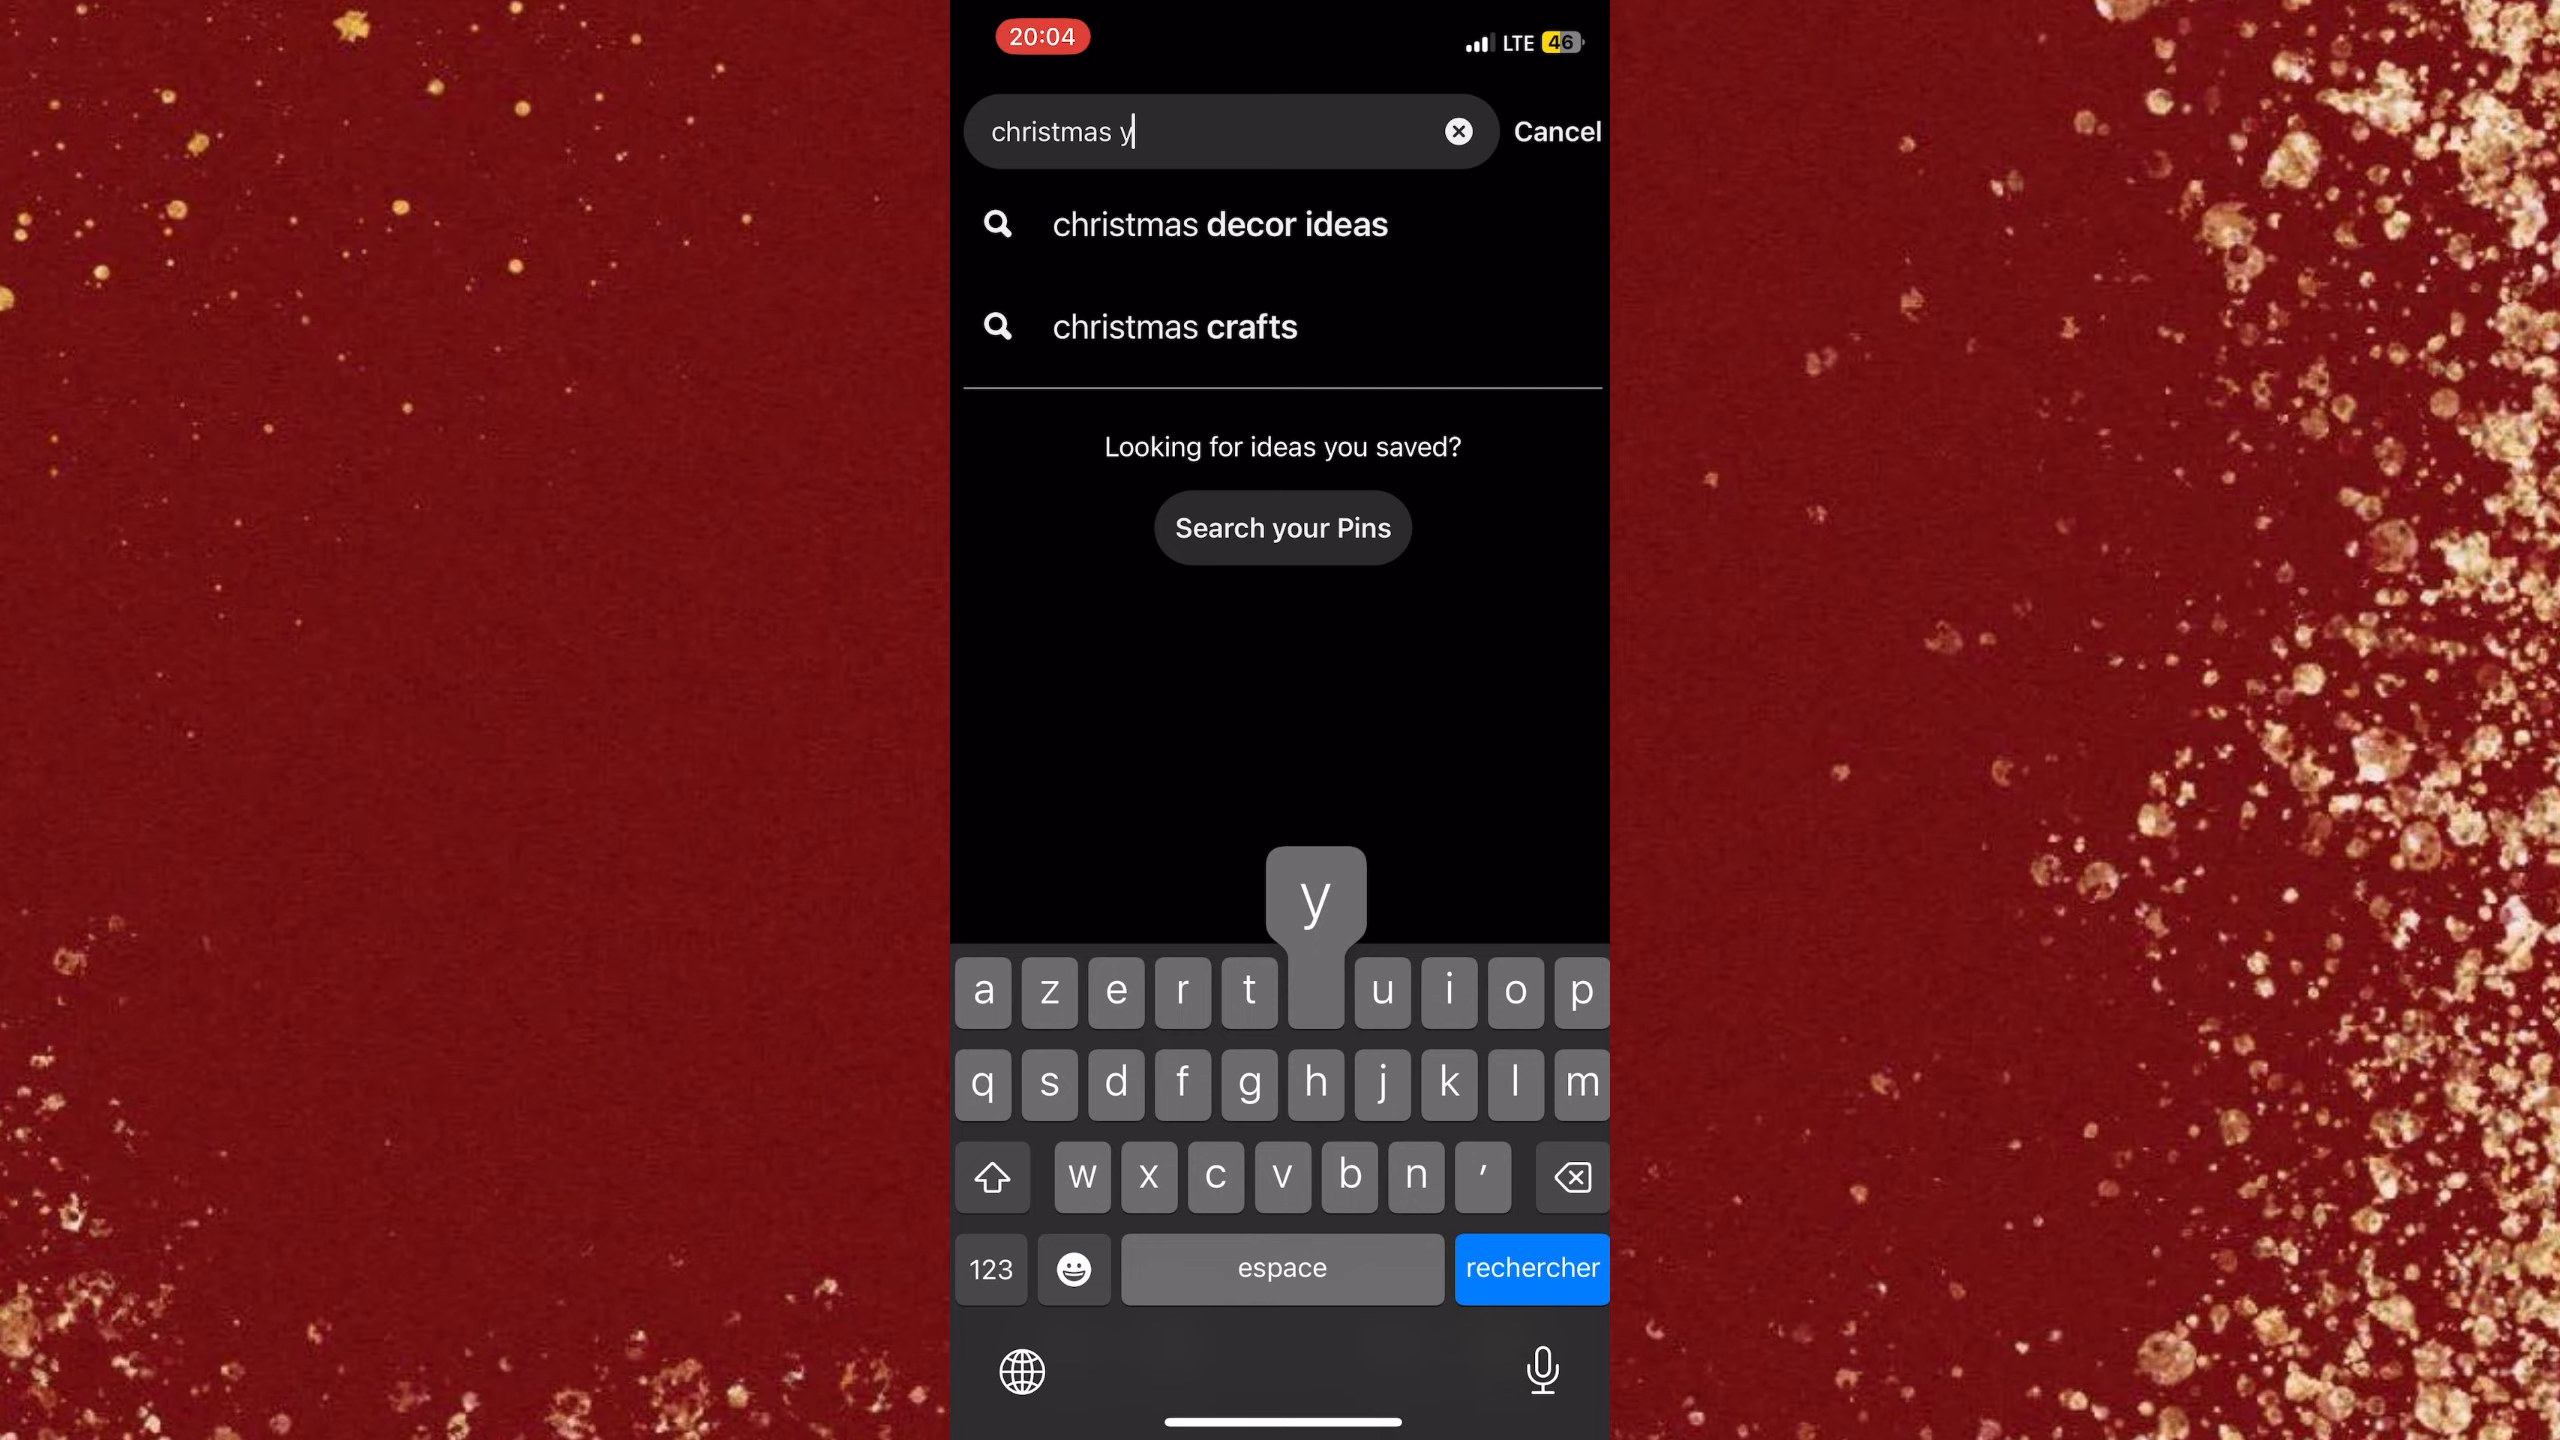 20:04
LTE 46
christmas y
Cancel
christmas decor ideas
christmas crafts
Looking for ideas you saved?
Search your Pins
y
a z e r t u i o p
q s d f g h j k l m
w x c v b n ’
123 espace rechercher